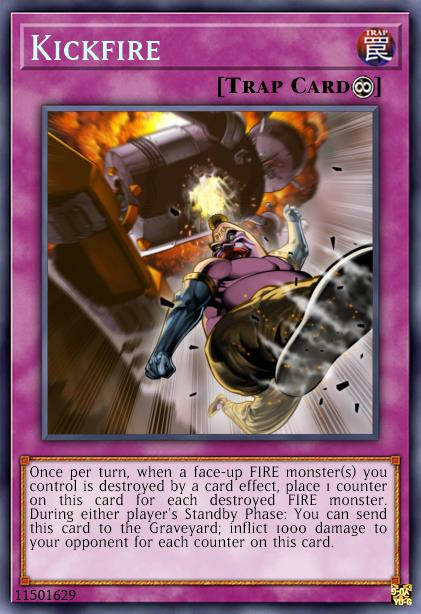 KICKFIRE
TRAP
罠
[TRAP CARD]
Once per turn, when a face-up FIRE monster(s) you
control is destroyed by a card effect, place 1 counter
on this card for each destroyed FIRE monster.
During either player's Standby Phase: You can send
this card to the Graveyard; inflict 1000 damage to
your opponent for each counter on this card.
11501629